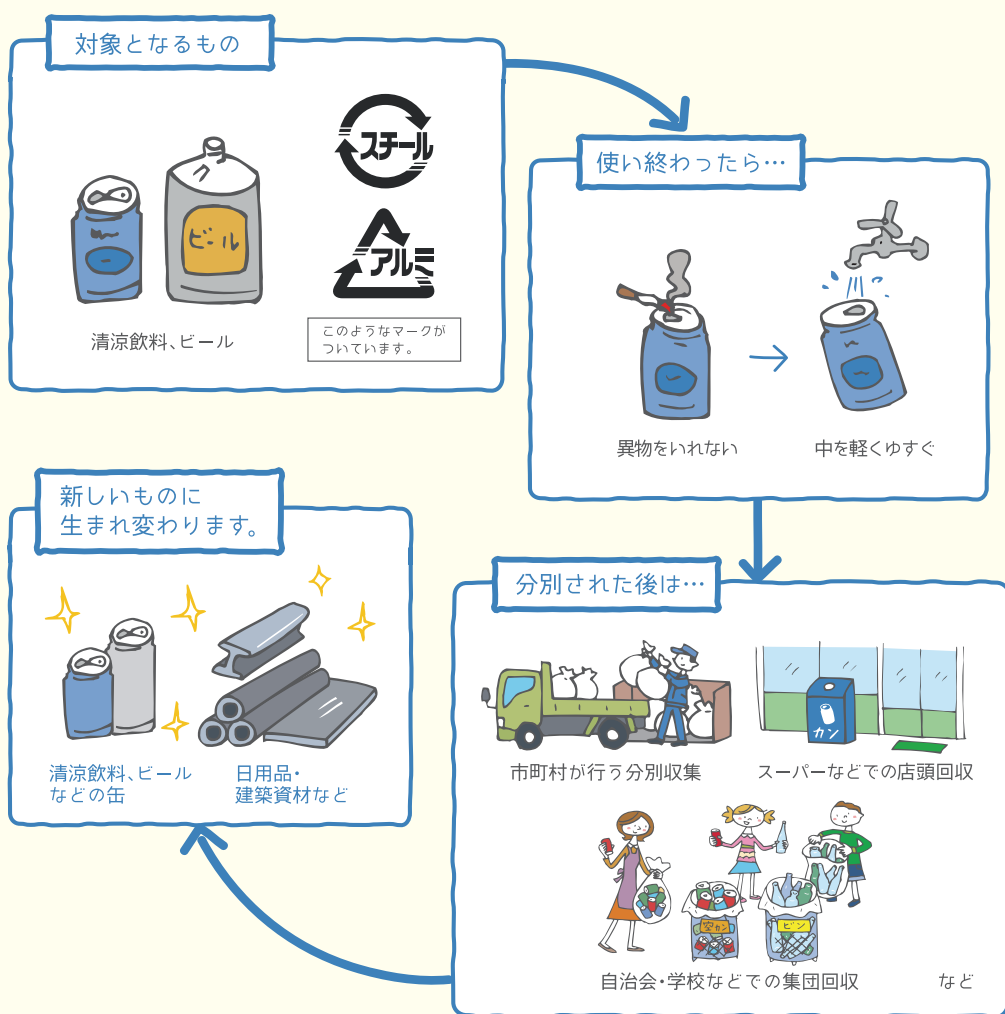 対象となるもの
ビール
スチール
アルミ
清涼飲料、ビール
このようなマークが
ついています。
使い終わったら…
異物をいれない
中を軽くゆすぐ
分別された後は…
カン
市町村が行う分別収集
スーパーなどでの店頭回収
空カン
ビン
自治会・学校などでの集団回収
など
新しいものに
生まれ変わります。
清涼飲料、ビール
などの缶
日用品・
建築資材など